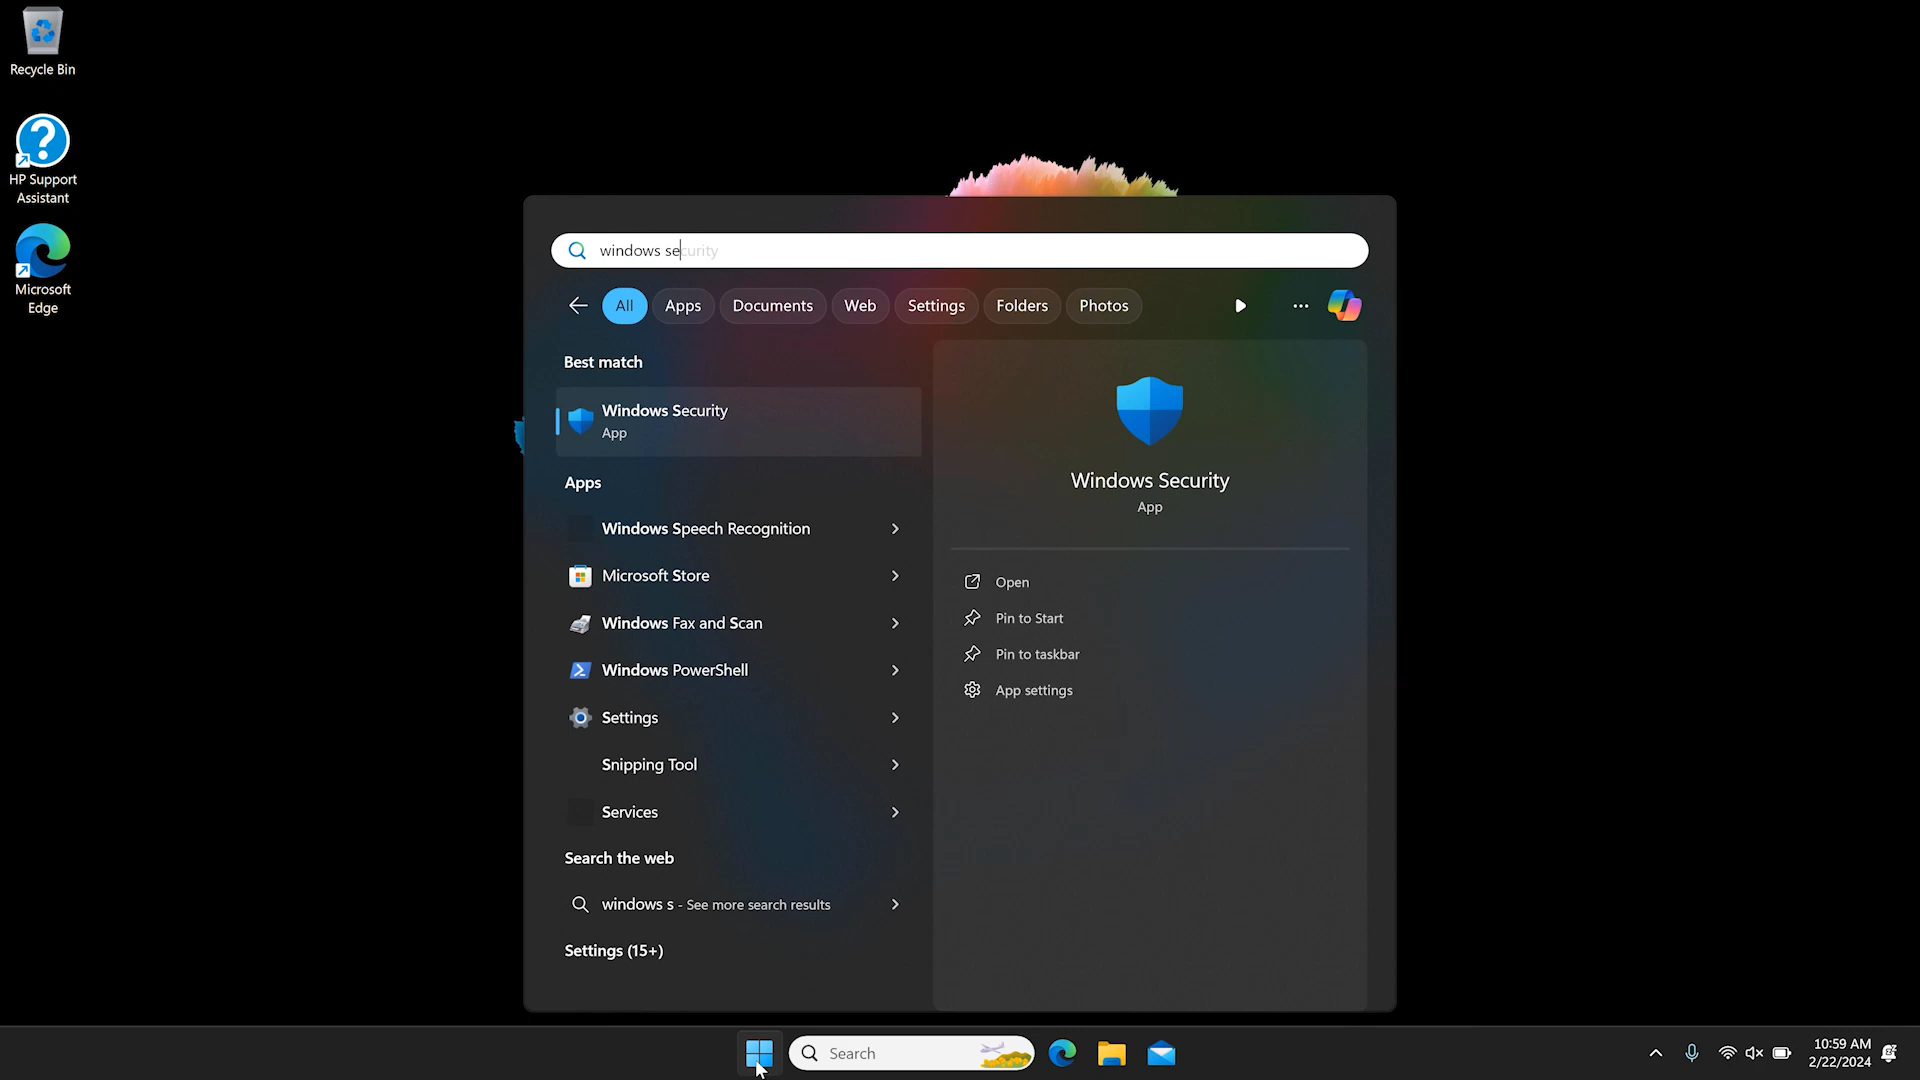 Recycle Bin
HP Support
Assistant
Microsoft
Edge
windows security
All
Apps
Documents
Web
Settings
Folders
Photos
Best match
Windows Security
App
Apps
Windows Speech Recognition
Microsoft Store
Windows Fax and Scan
Windows PowerShell
Settings
Snipping Tool
Services
Search the web
windows s - See more search results
Settings (15+)
Windows Security
App
Open
Pin to Start
Pin to taskbar
App settings
Search
10:59 AM
2/22/2024